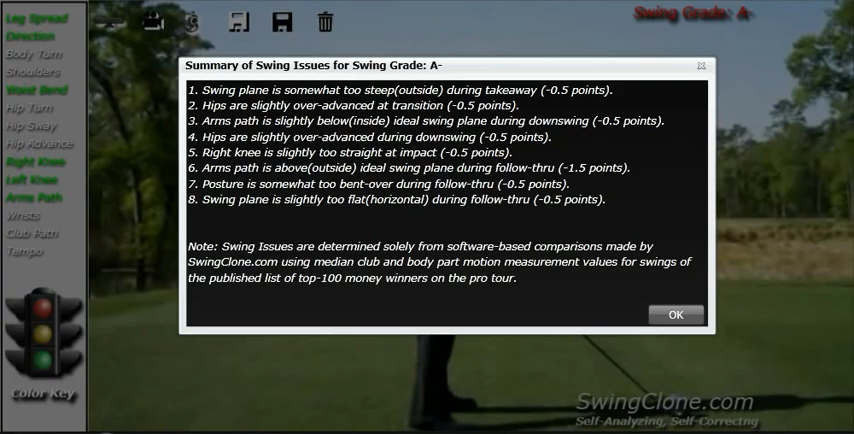 Leg Spread
Direction
Body Turn
Shoulders
Waist Bend
Hip Turn
Hip Sway
Hip Advance
Right Knee
Left Knee
Arms Path
Wrists
Club Path
Tempo
Color Key
Swing Grade: A-
Summary of Swing Issues for Swing Grade: A-
1. Swing plane is somewhat too steep(outside) during takeaway (-0.5 points).
2. Hips are slightly over-advanced at transition (-0.5 points).
3. Arms path is slightly below(inside) ideal swing plane during downswing (-0.5 points).
4. Hips are slightly over-advanced during downswing (-0.5 points).
5. Right knee is slightly too straight at impact (-0.5 points).
6. Arms path is above(outside) ideal swing plane during follow-thru (-1.5 points).
7. Posture is somewhat too bent-over during follow-thru (-0.5 points).
8. Swing plane is slightly too flat(horizontal) during follow-thru (-0.5 points).
Note: Swing Issues are determined solely from software-based comparisons made by
SwingClone.com using median club and body part motion measurement values for swings of
the published list of top-100 money winners on the pro tour.
OK
SwingClone.com
Self-Analyzing, Self-Correctng